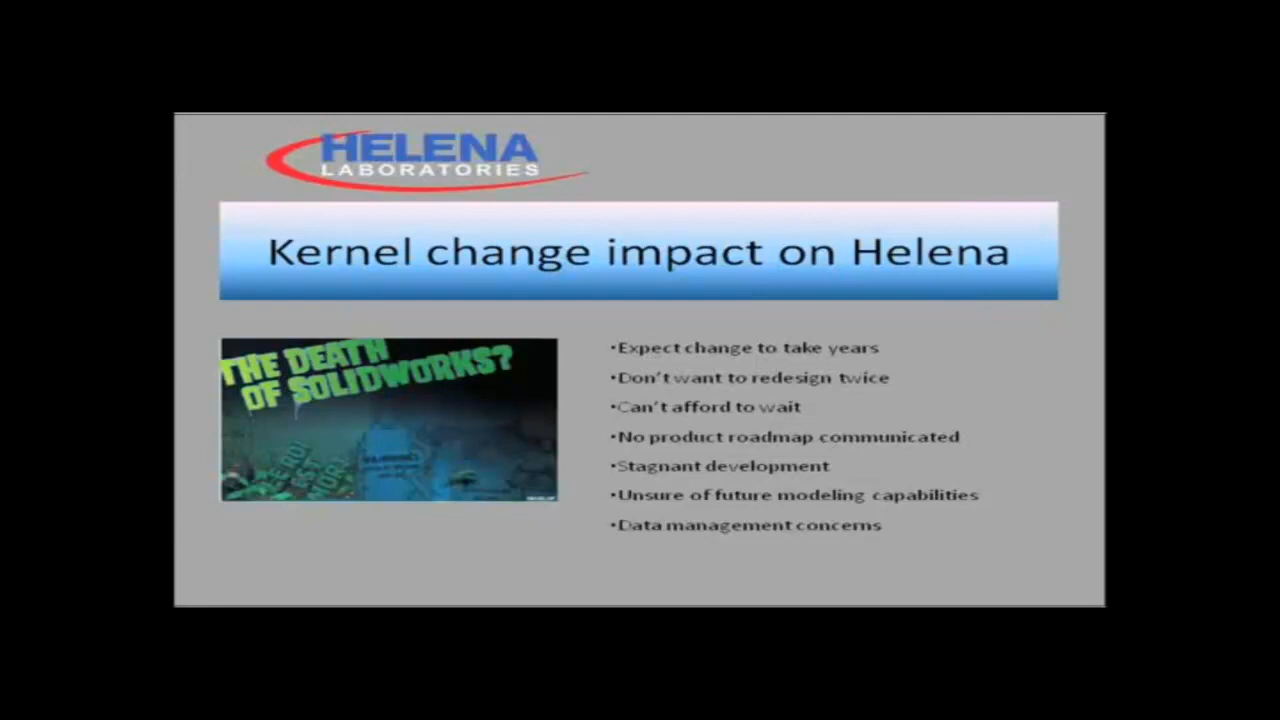 HELENA
LABORATORIES
Kernel change impact on Helena
THE DEATH
OF SOLIDWORKS?
•Expect change to take years
•Don't want to redesign twice
•Can't afford to wait
•No product roadmap communicated
•Stagnant development
•Unsure of future modeling capabilities
•Data management concerns